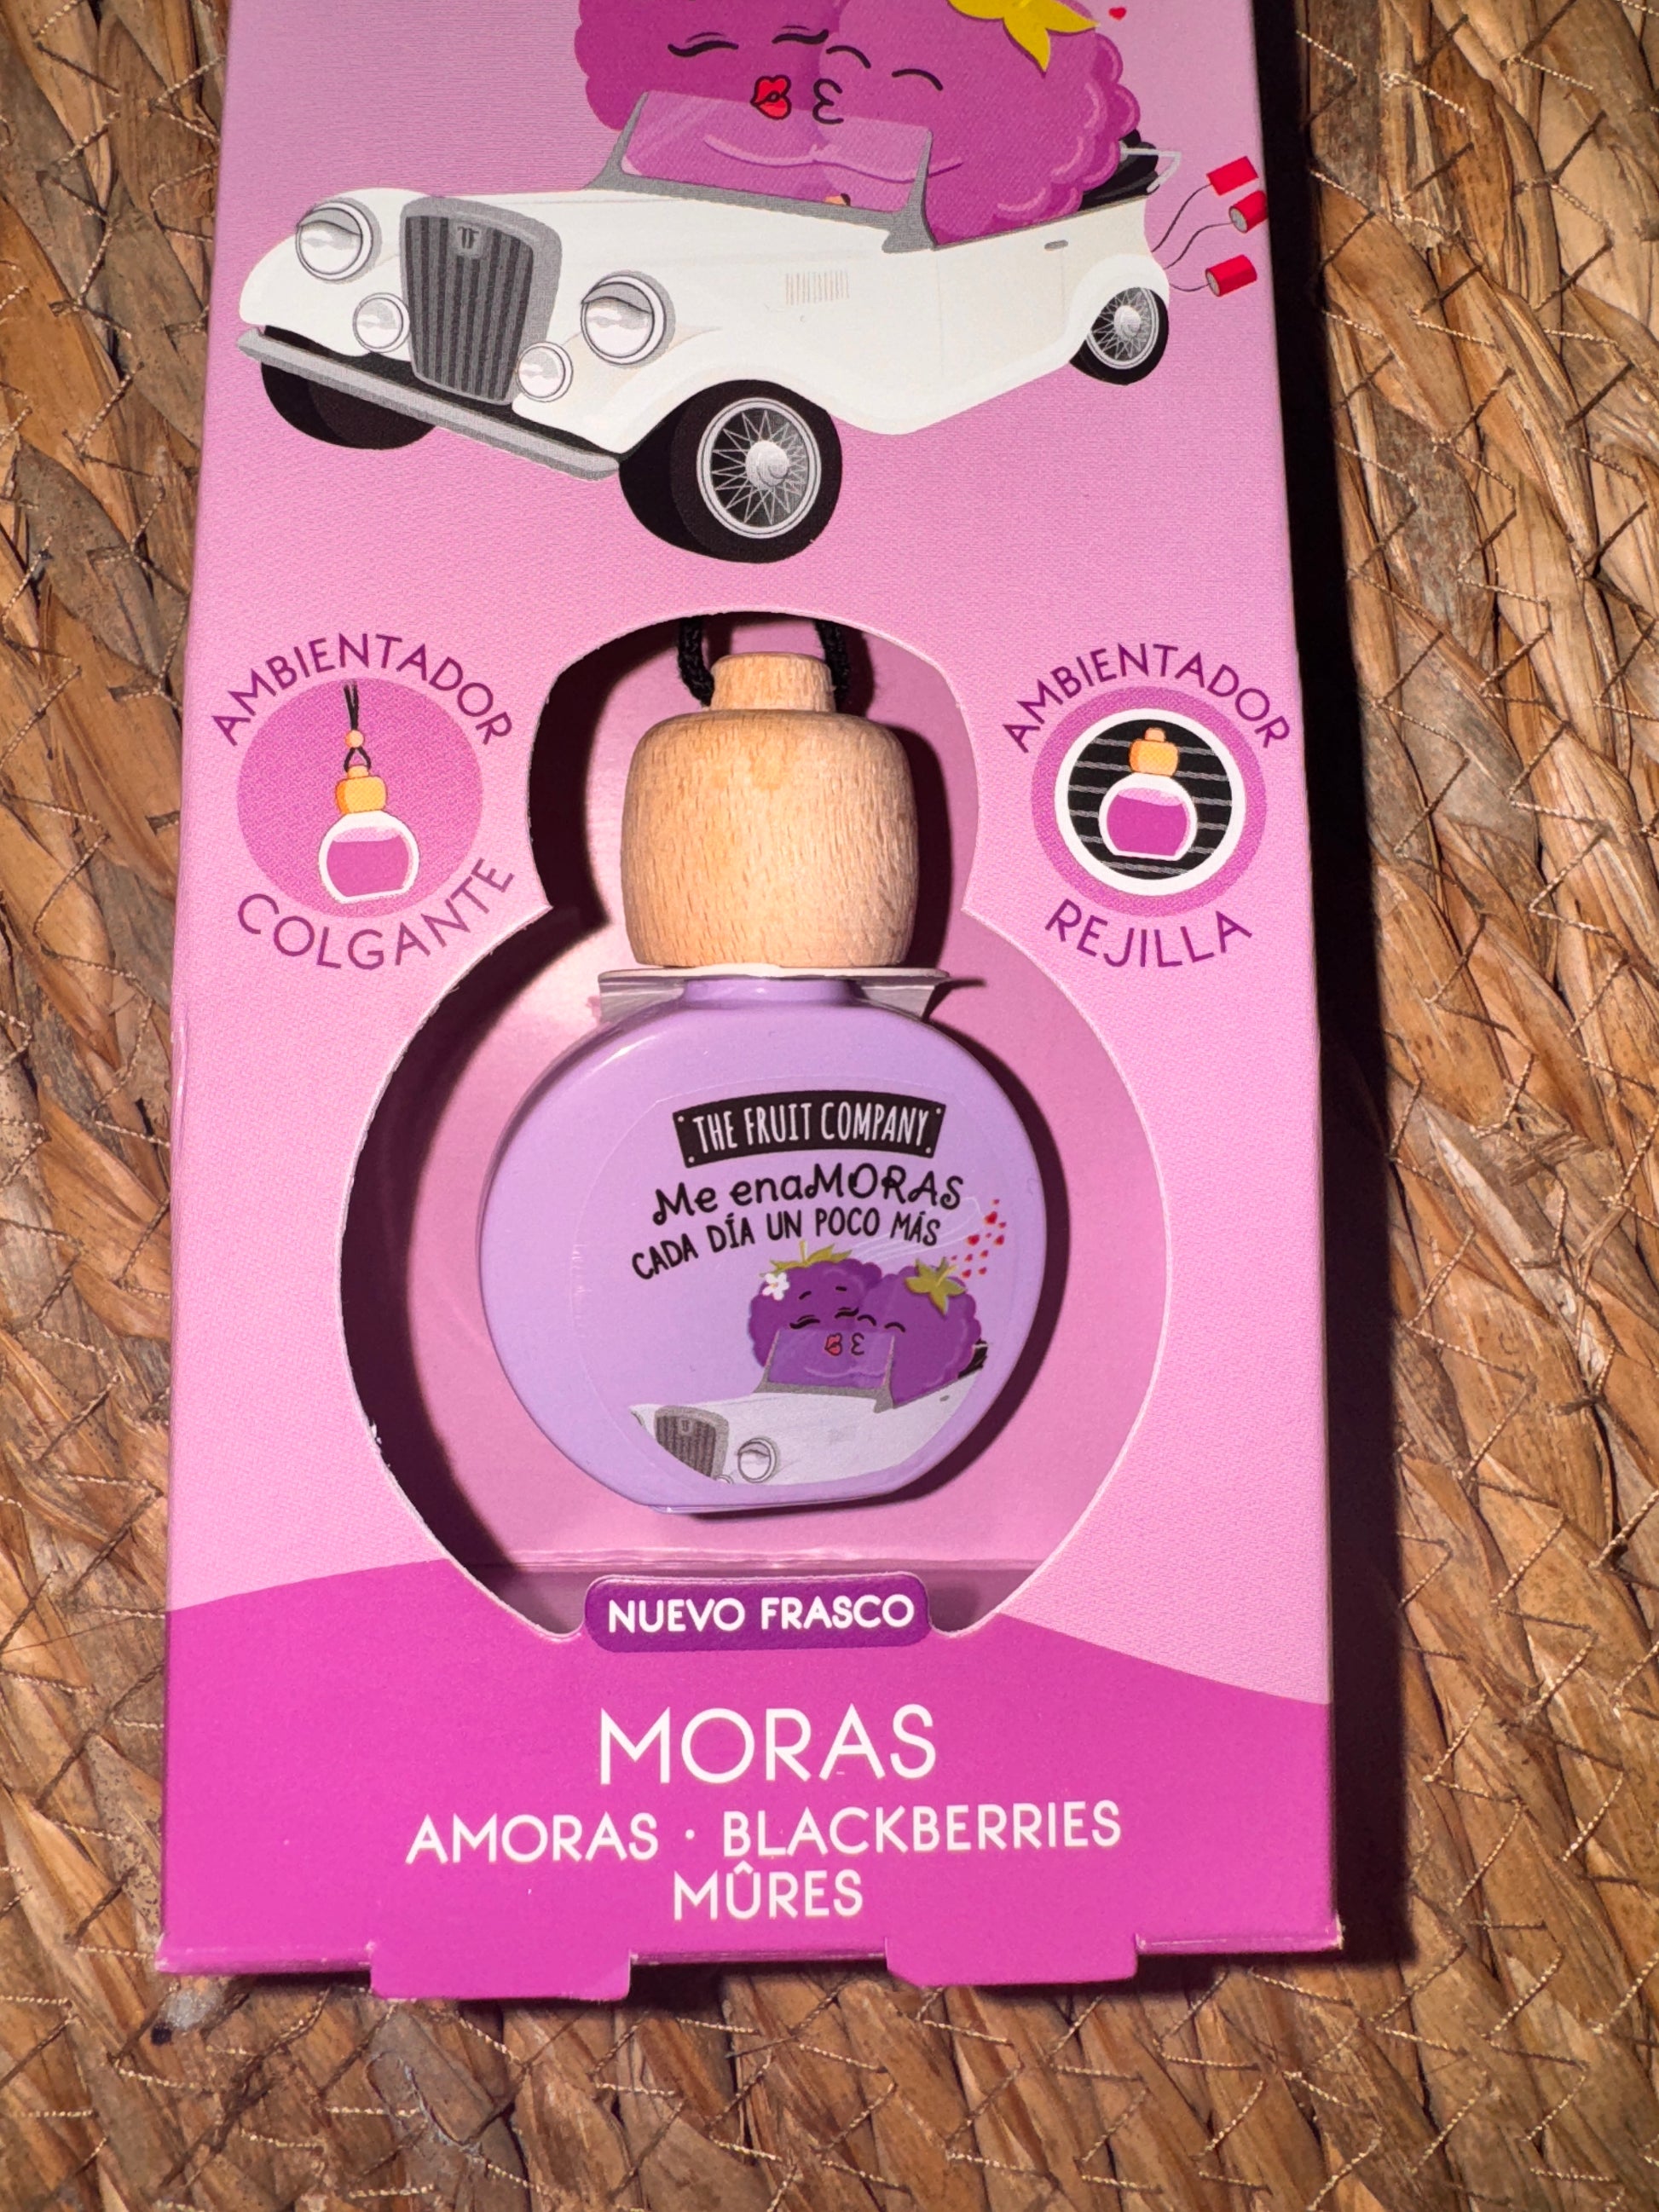 AMBIENTADOR
COLGANTE
AMBIENTADOR
REJILLA
THE FRUIT COMPANY
Me enaMORAS
CADA DÍA UN POCO MÁS
NUEVO FRASCO
MORAS
AMORAS · BLACKBERRIES
MÛRES